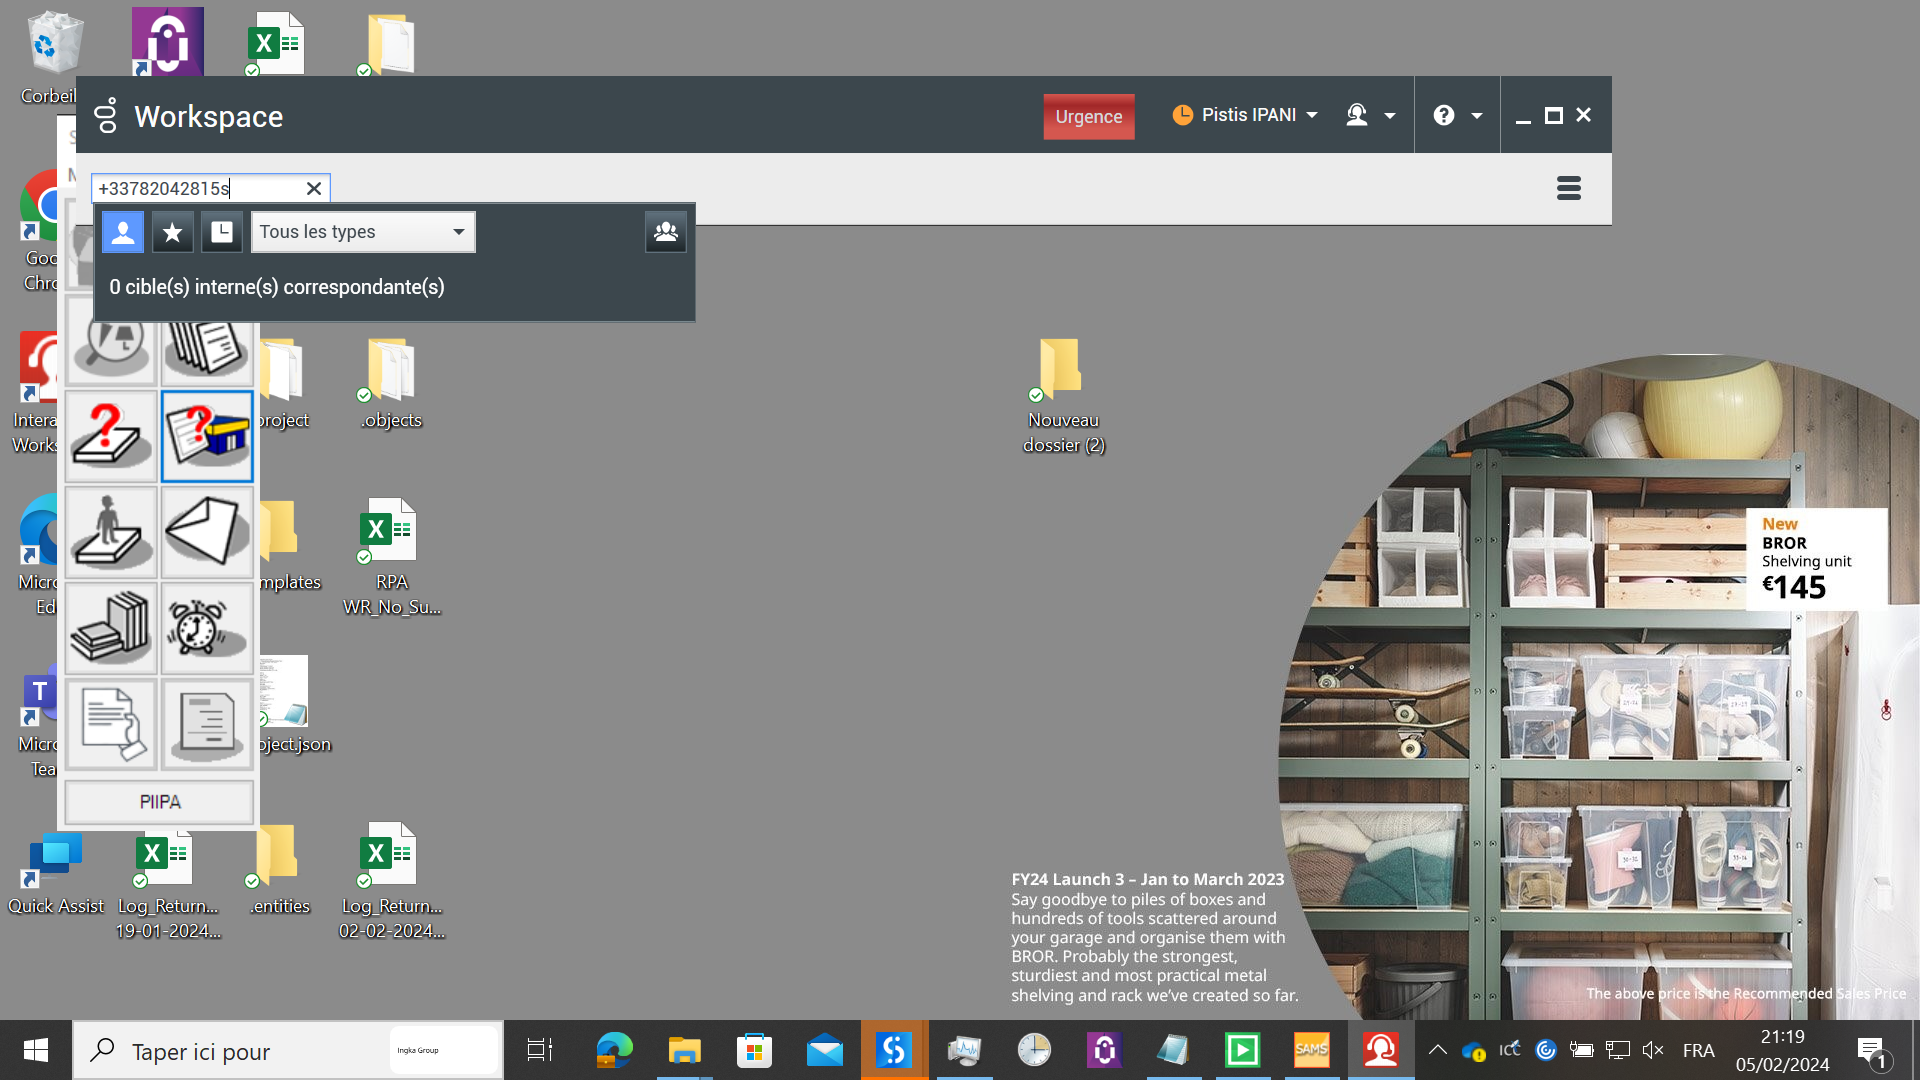 Corbeil
Workspace
Urgence
Pistis IPANI
+33782042815s
Tous les types
0 cible(s) interne(s) correspondante(s)
Goo
Chro
Intera
Works
project
.objects
Nouveau
dossier (2)
Micro
Ed
mplates
RPA
WR_No_Su...
New
BROR
Shelving unit
€145
Micro
Tea
oject.json
PIIPA
Quick Assist
Log_Return...
19-01-2024...
.entities
Log_Return...
02-02-2024...
FY24 Launch 3 – Jan to March 2023
Say goodbye to piles of boxes and
hundreds of tools scattered around
your garage and organise them with
BROR. Probably the strongest,
sturdiest and most practical metal
shelving and rack we've created so far.
The above price is the Recommended Sales Price
Taper ici pour
Ingka Group
SAMS
ICC
FRA
21:19
05/02/2024
1